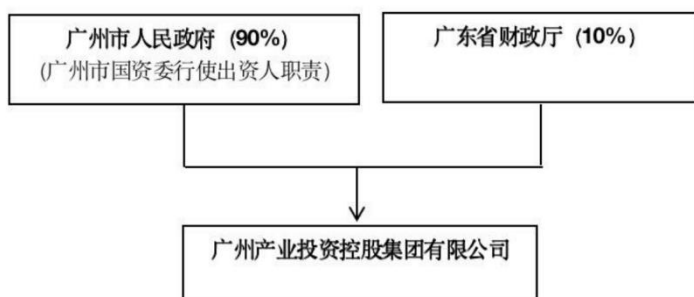 广州市人民政府 (90%)
(广州市国资委行使出资人职责)
广东省财政厅 (10%)
广州产业投资控股集团有限公司